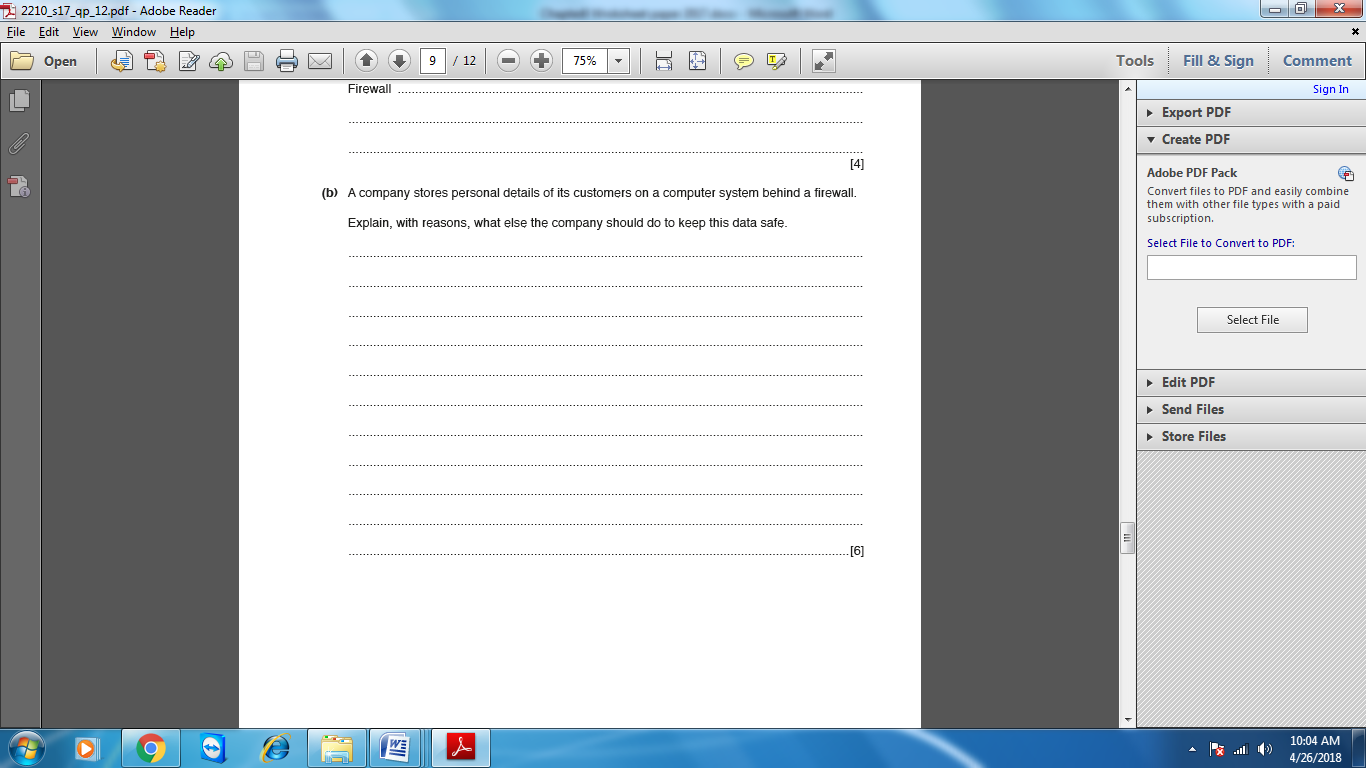 2210_s17_qp_12.pdf - Adobe Reader
File Edit View Window Help
Open 9 / 12 75% Tools Fill & Sign Comment
Sign In
Export PDF
Create PDF
Adobe PDF Pack
Convert files to PDF and easily combine
them with other file types with a paid
subscription.
Select File to Convert to PDF:
Select File
Edit PDF
Send Files
Store Files
Firewall ....................................................................................................
....................................................................................................
....................................................................................................
[4]
(b) A company stores personal details of its customers on a computer system behind a firewall.
Explain, with reasons, what else the company should do to keep this data safe.
....................................................................................................
....................................................................................................
....................................................................................................
....................................................................................................
....................................................................................................
....................................................................................................
....................................................................................................
....................................................................................................
....................................................................................................
....................................................................................................
....................................................................................................[6]
10:04 AM
4/26/2018